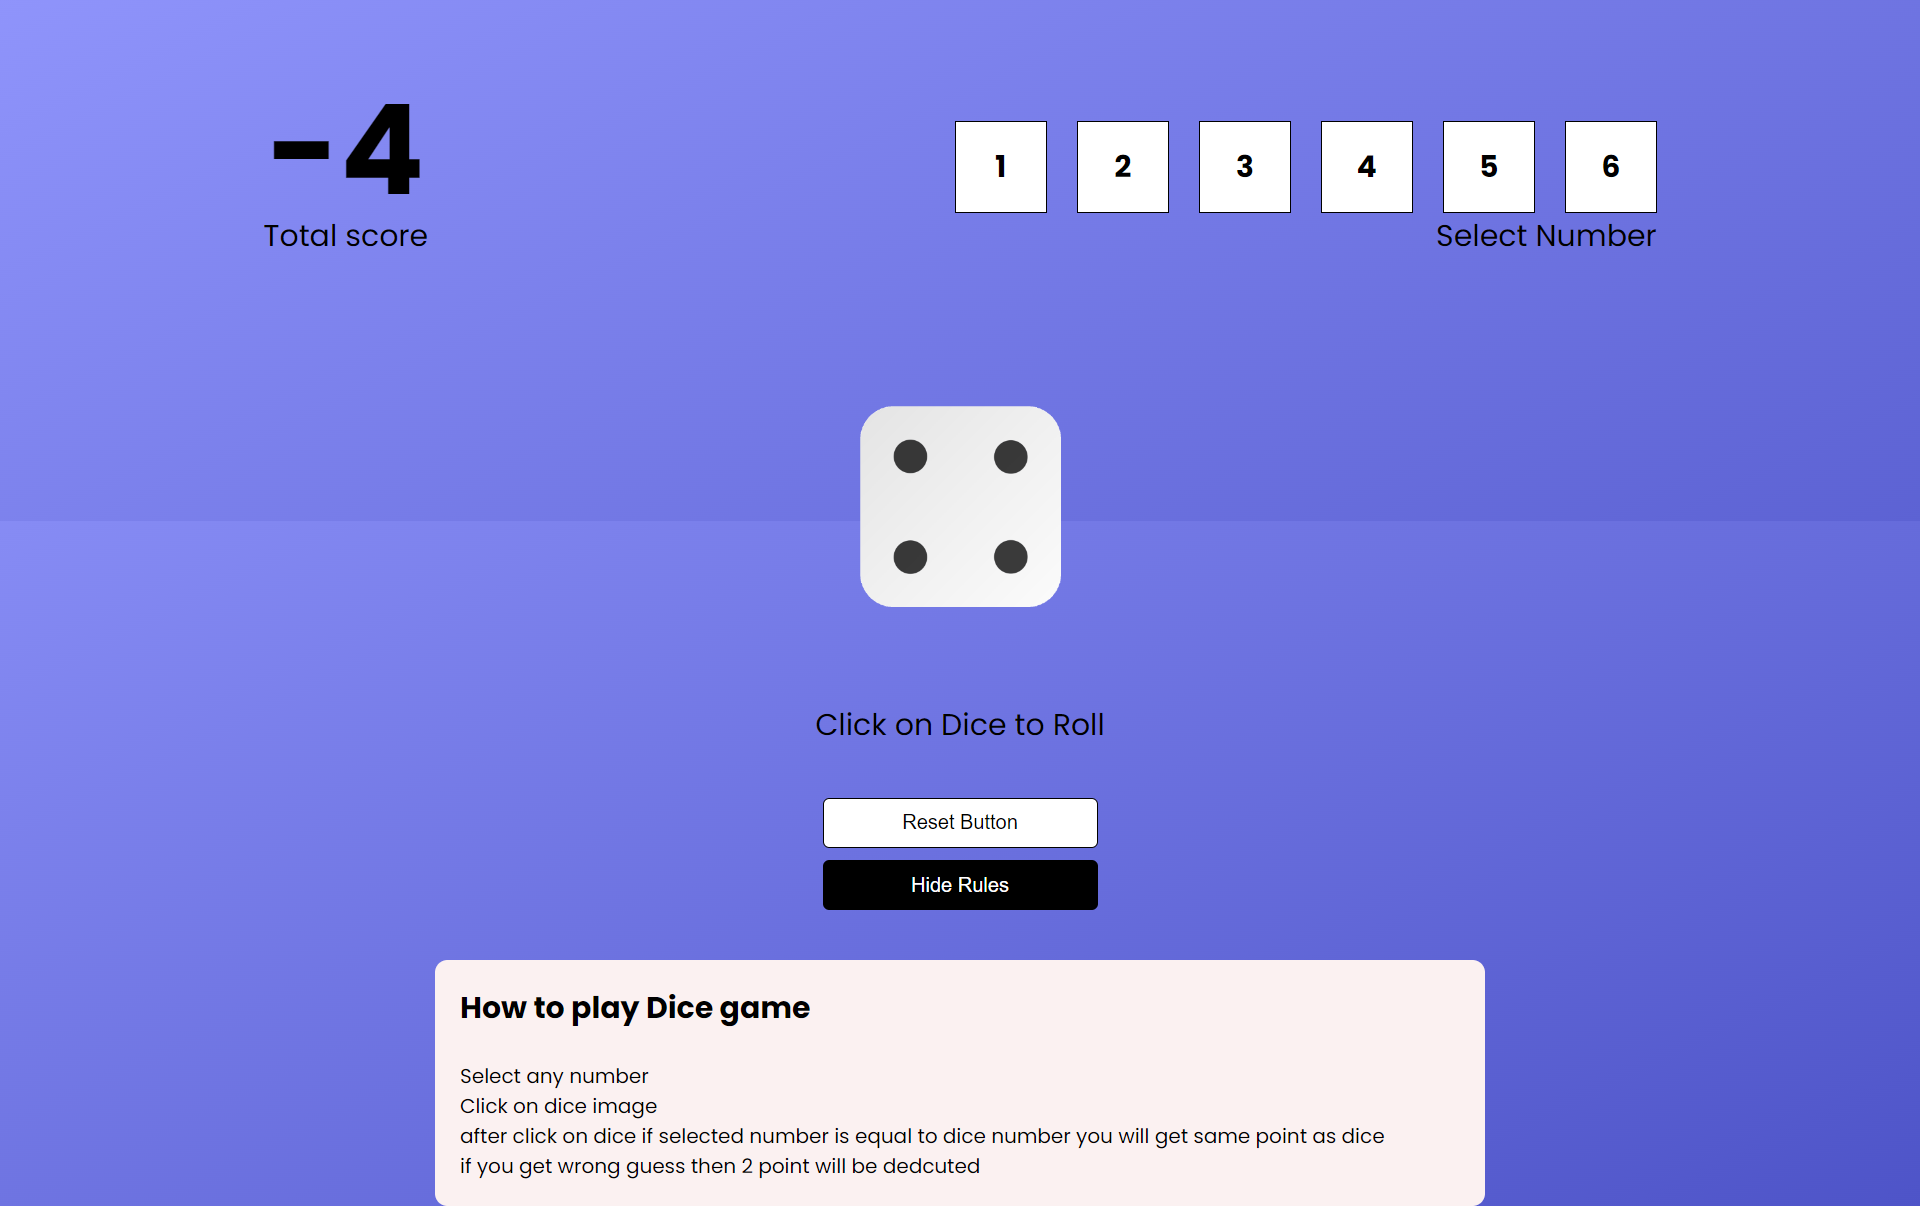 -4
Total score
1 2 3 4 5 6
Select Number
Click on Dice to Roll
Reset Button
Hide Rules
How to play Dice game
Select any number
Click on dice image
after click on dice if selected number is equal to dice number you will get same point as dice
if you get wrong guess then 2 point will be dedcuted